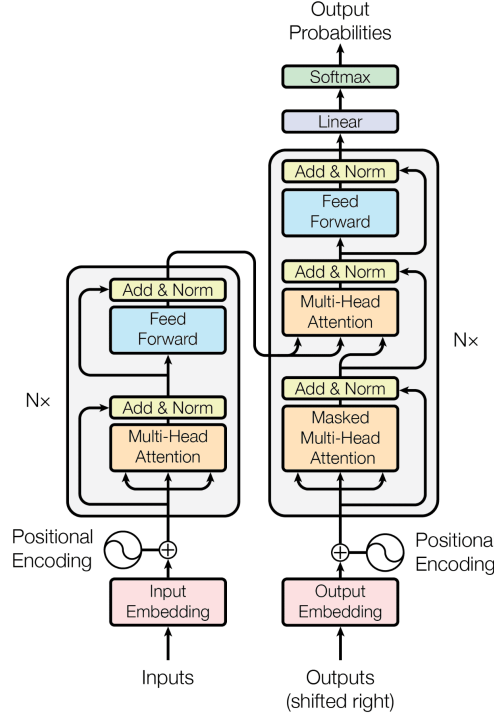 Output
Probabilities
Softmax
Linear
Add & Norm
Feed
Forward
Add & Norm
Multi-Head
Attention
Add & Norm
Masked
Multi-Head
Attention
Nx
Add & Norm
Feed
Forward
Add & Norm
Multi-Head
Attention
Nx
Positional
Encoding
Positiona
Encoding
Input
Embedding
Output
Embedding
Inputs
Outputs
(shifted right)